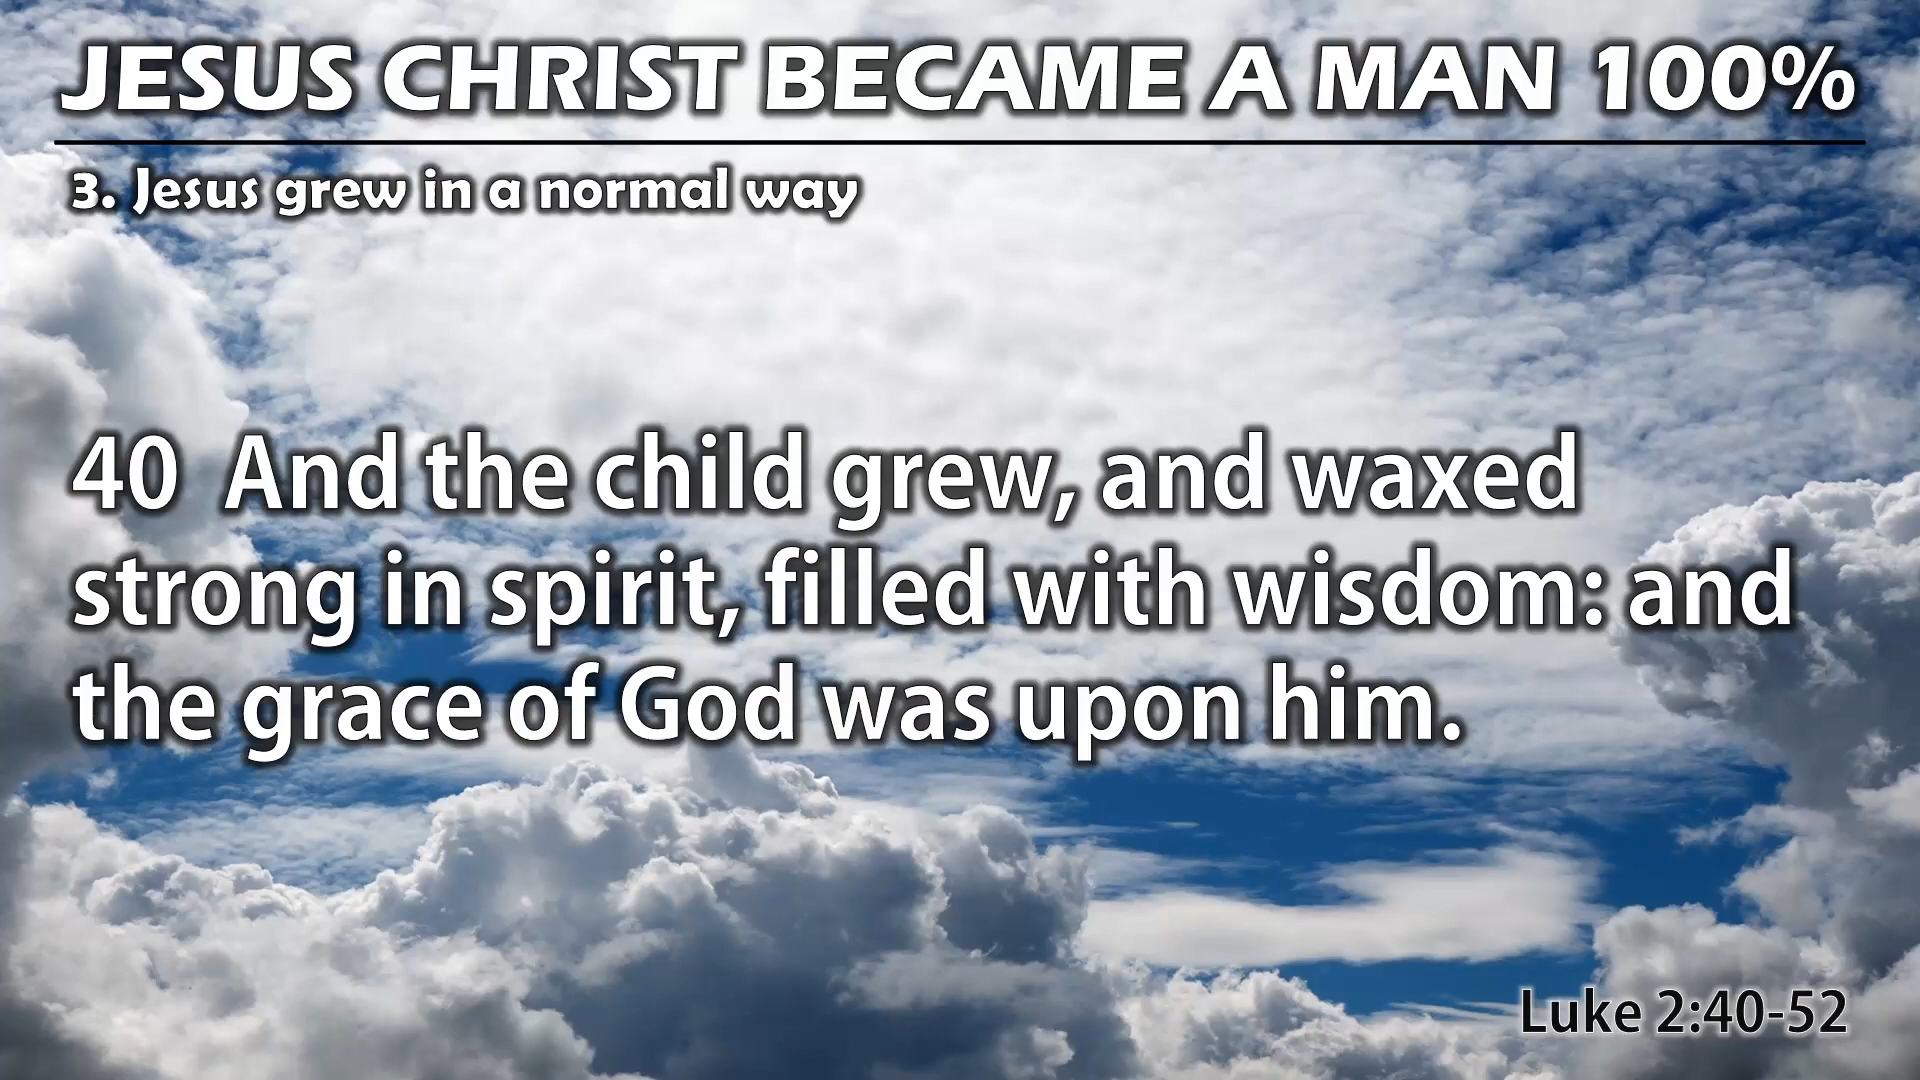 JESUS CHRIST BECAME A MAN 100%
3. Jesus grew in a normal way
40  And the child grew, and waxed
strong in spirit, filled with wisdom: and
the grace of God was upon him.
Luke 2:40-52